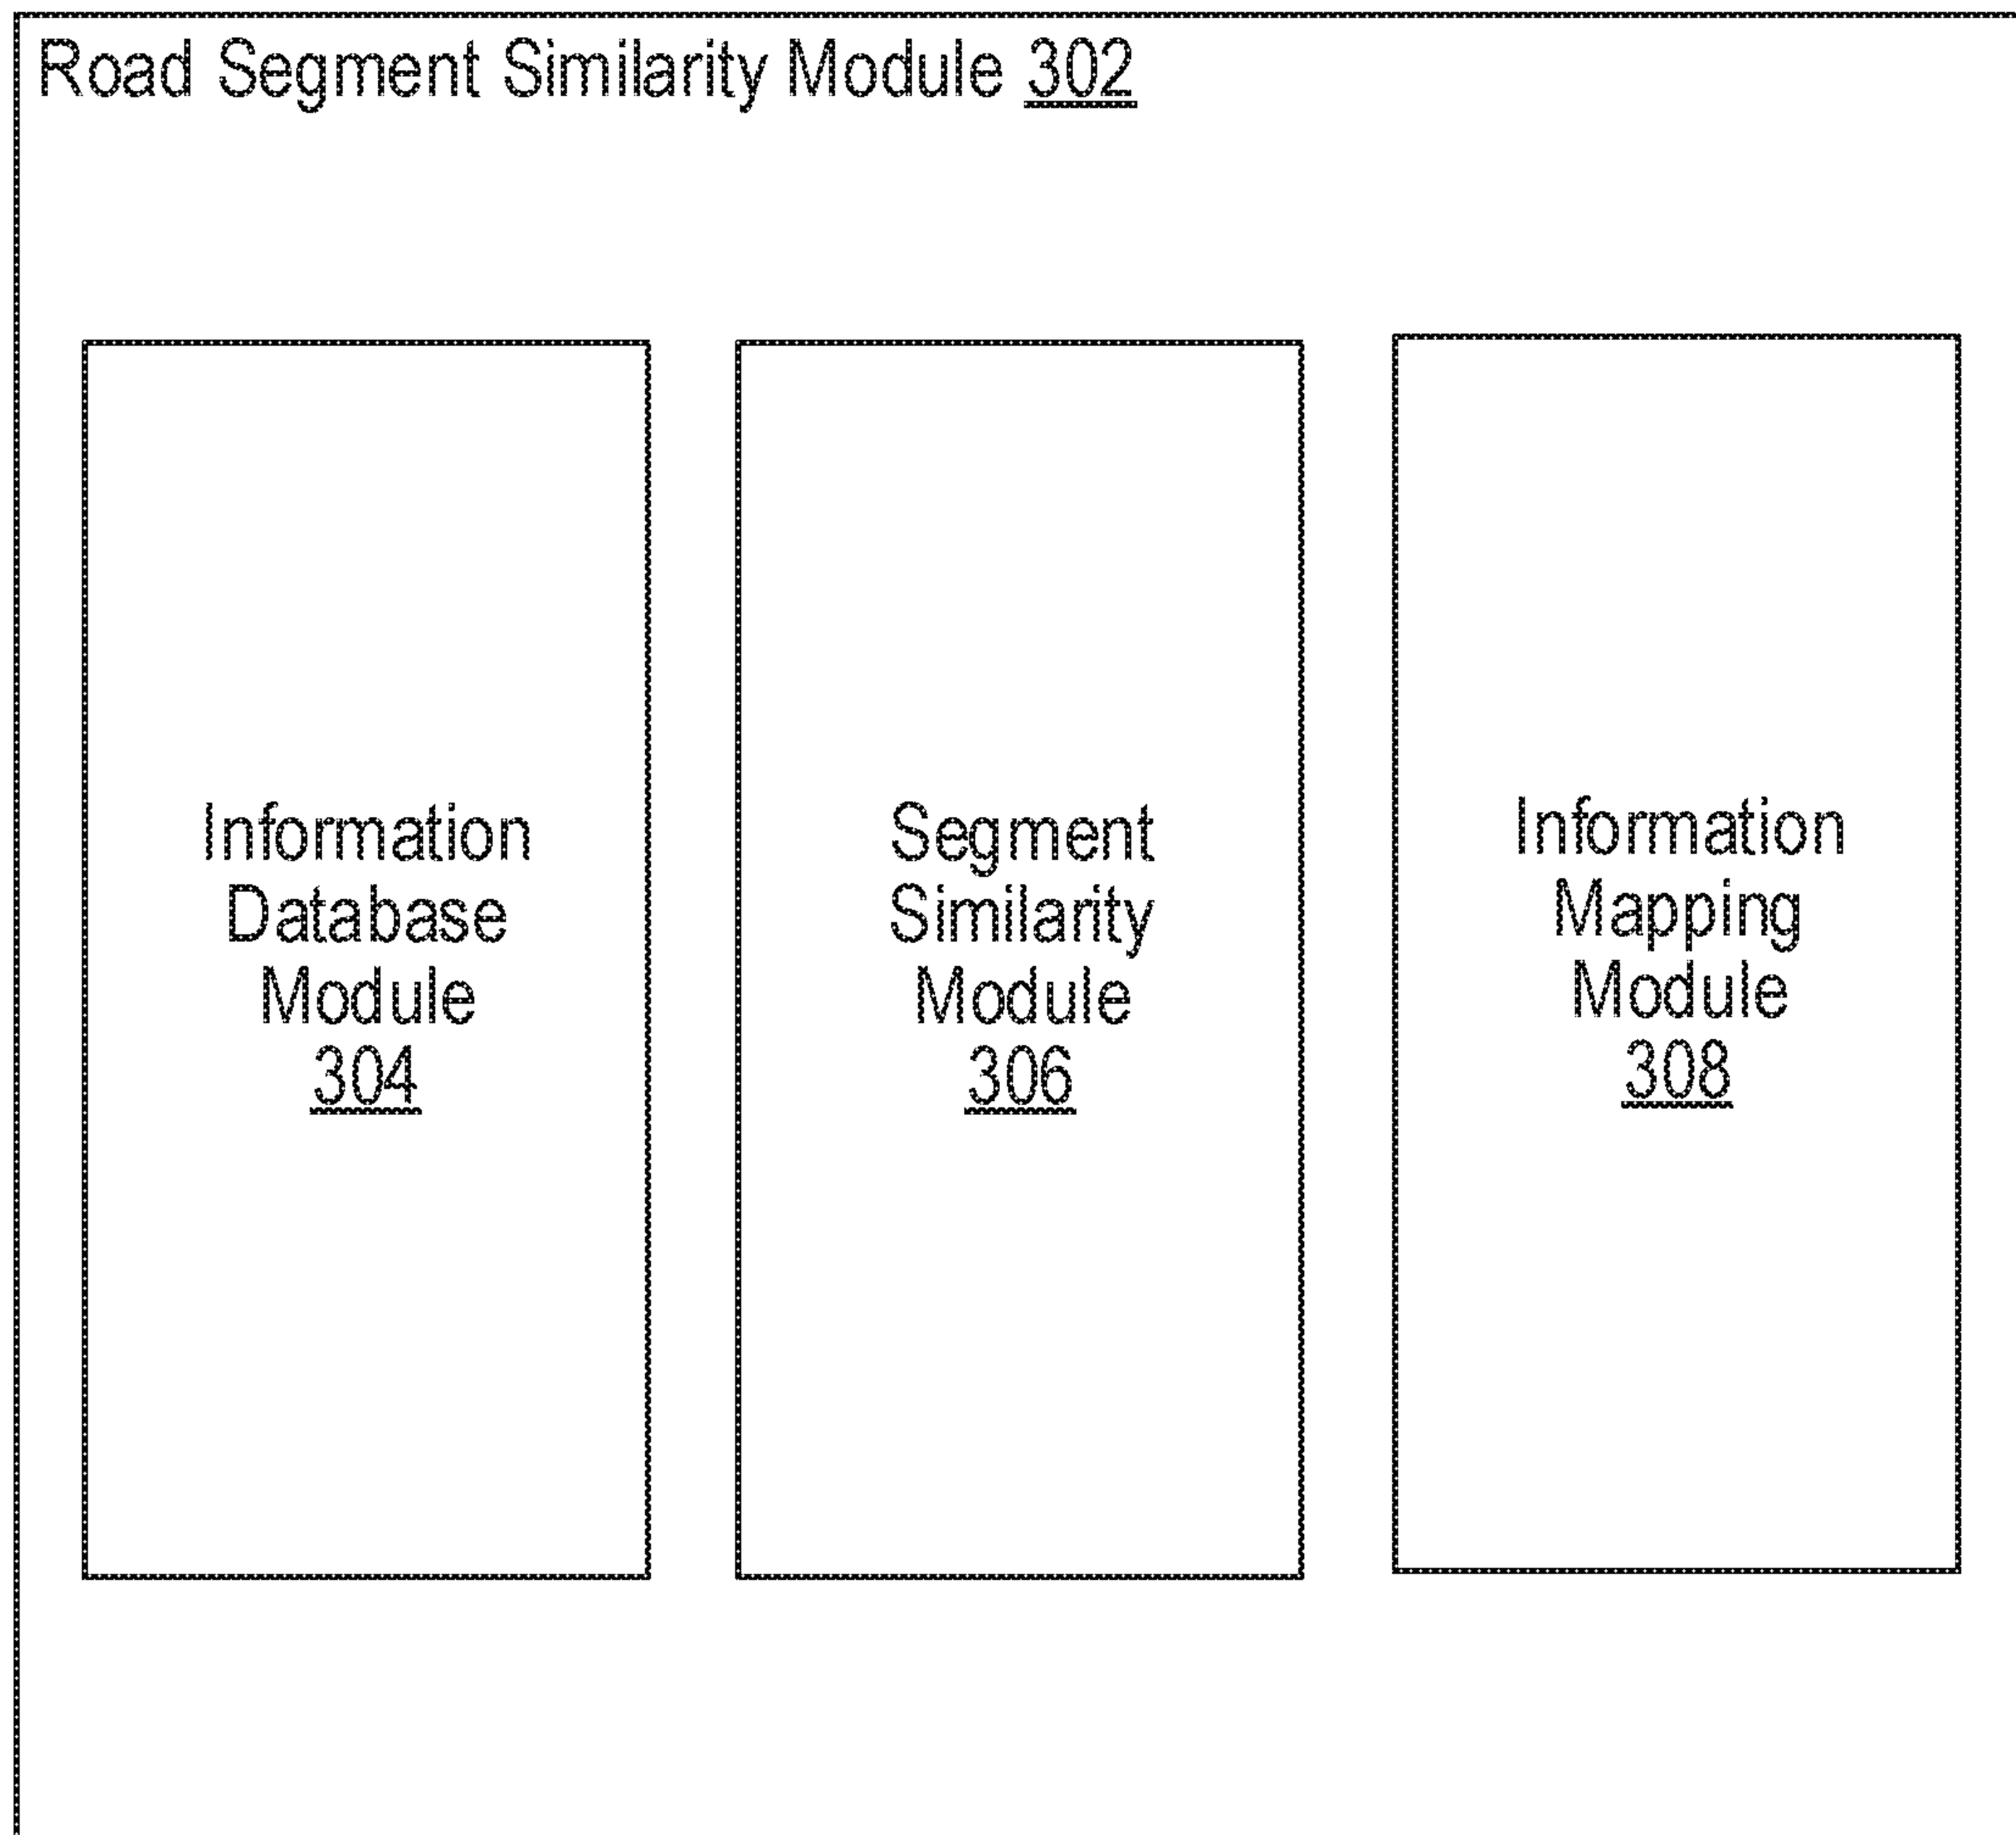 Road Segment Similarity Module 302
Information
Database
Module
304
Segment
Similarity
Module
306
Information
Mapping
Module
308